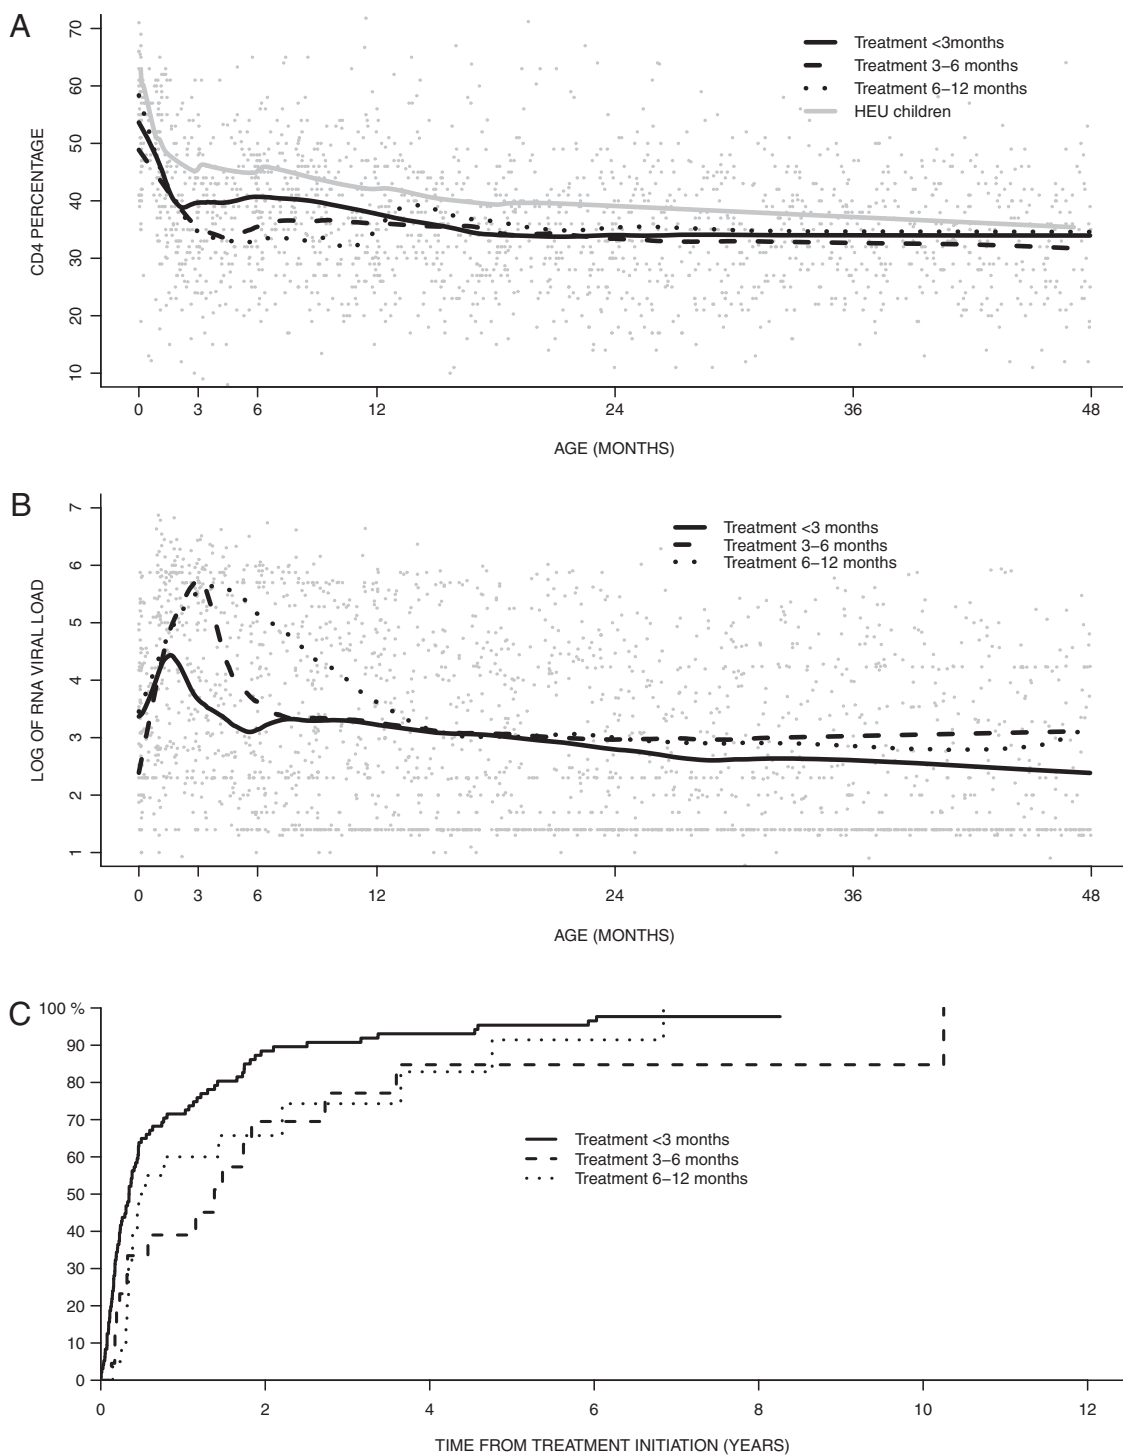 A
70
60
50
40
30
20
10
CD4 PERCENTAGE
Treatment <3months
Treatment 3–6 months
Treatment 6–12 months
HEU children
0 3 6 12 24 36 48
AGE (MONTHS)
B
7
6
5
4
3
2
1
LOG OF RNA VIRAL LOAD
Treatment <3 months
Treatment 3–6 months
Treatment 6–12 months
0 3 6 12 24 36 48
AGE (MONTHS)
C
100 %
90
80
70
60
50
40
30
20
10
0
Treatment <3 months
Treatment 3–6 months
Treatment 6–12 months
0 2 4 6 8 10 12
TIME FROM TREATMENT INITIATION (YEARS)